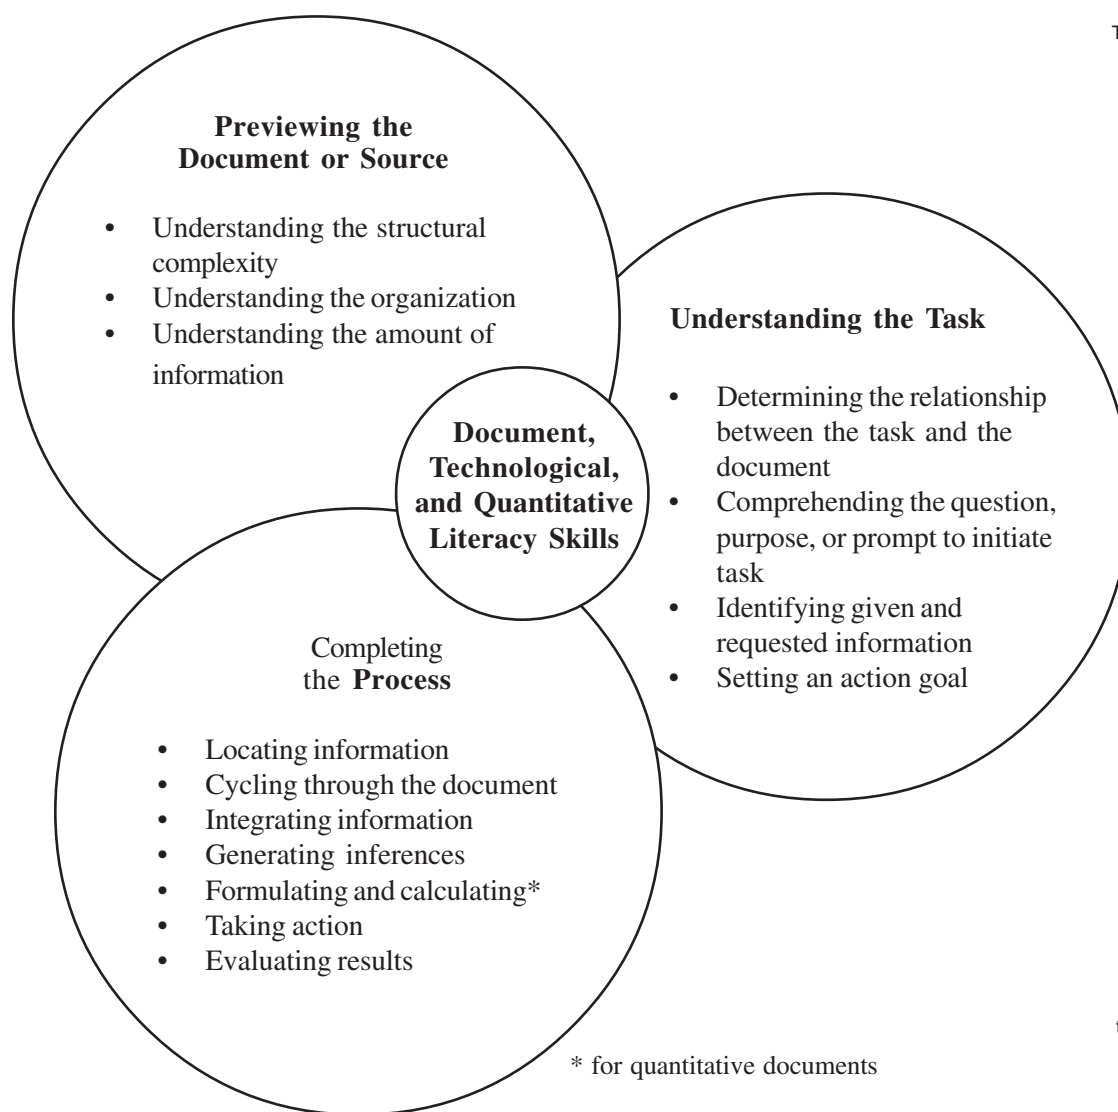 T
Previewing the
Document or Source
• Understanding the structural
complexity
• Understanding the organization
• Understanding the amount of
information
Understanding the Task
• Determining the relationship
between the task and the
document
• Comprehending the question,
purpose, or prompt to initiate
task
• Identifying given and
requested information
• Setting an action goal
Document,
Technological,
and Quantitative
Literacy Skills
Completing
the Process
• Locating information
• Cycling through the document
• Integrating information
• Generating inferences
• Formulating and calculating*
• Taking action
• Evaluating results
* for quantitative documents